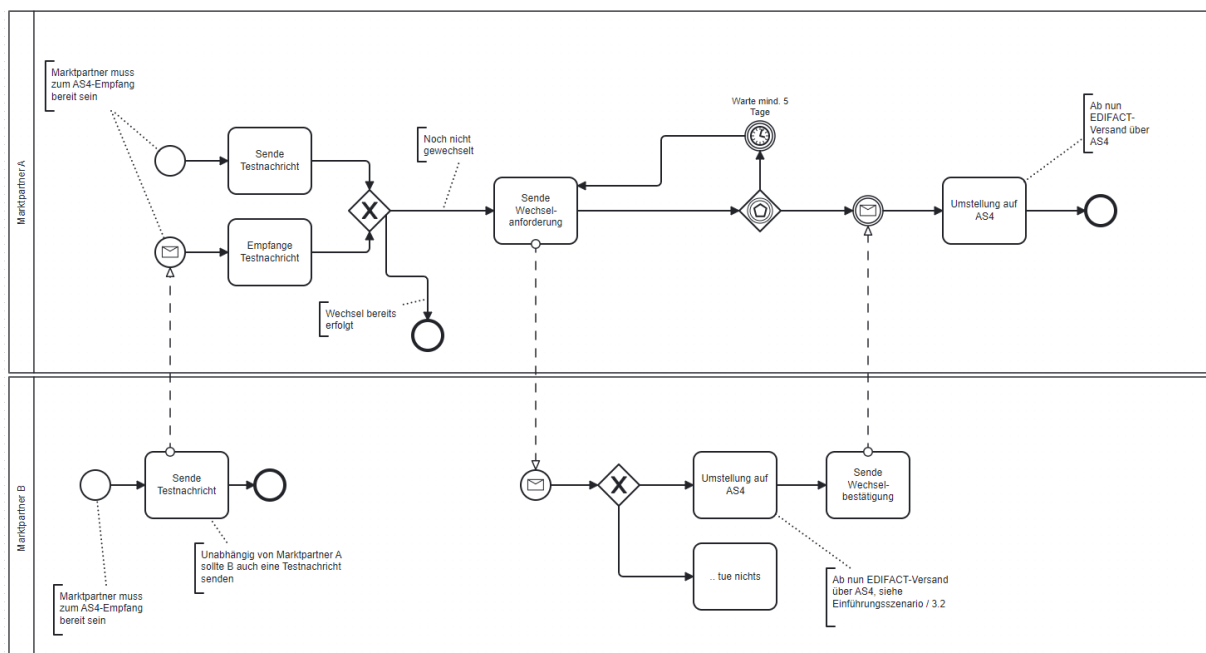 Marktpartner A
Marktpartner muss
zum AS4-Empfang
bereit sein
Sende
Testnachricht
Empfange
Testnachricht
Noch nicht
gewechselt
Wechsel bereits
erfolgt
Sende
Wechsel-
anforderung
Warte mind. 5
Tage
Umstellung auf
AS4
Ab nun
EDIFACT-
Versand über
AS4
Marktpartner B
Sende
Testnachricht
Unabhängig von Marktpartner A
sollte B auch eine Testnachricht
senden
Marktpartner muss
zum AS4-Empfang
bereit sein
Umstellung auf
AS4
Sende
Wechsel-
bestätigung
.. tue nichts
Ab nun EDIFACT-Versand
über AS4, siehe
Einführungsszenario / 3.2